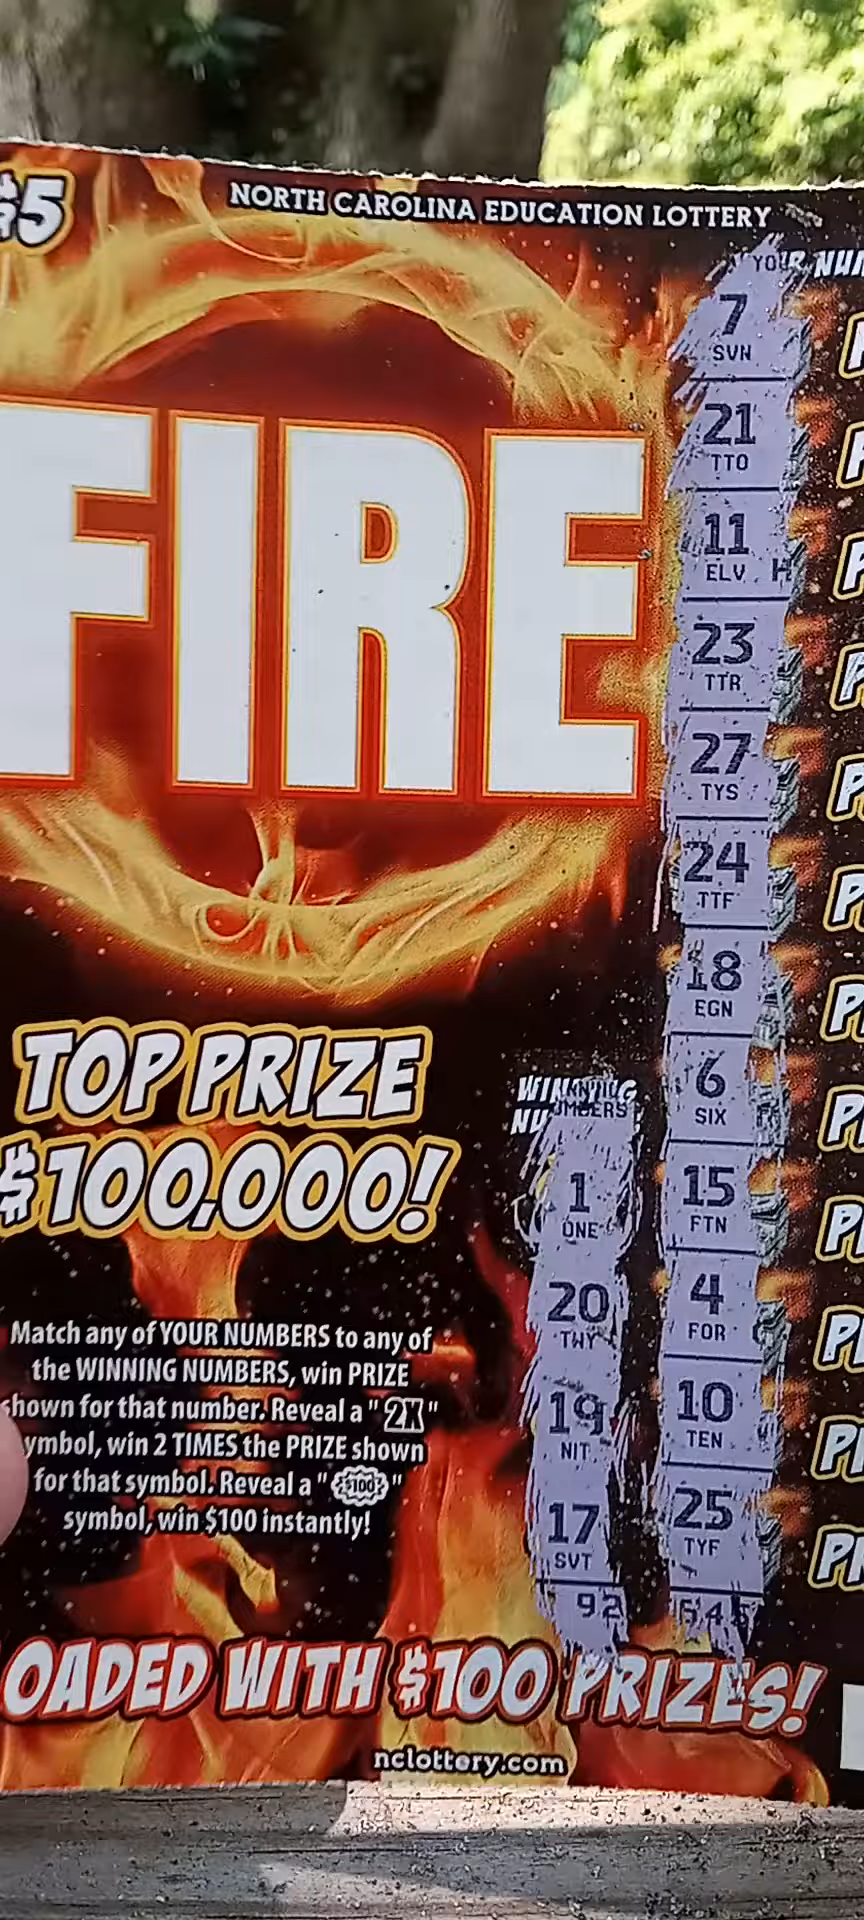 $5
NORTH CAROLINA EDUCATION LOTTERY
FIRE
TOP PRIZE
$100,000!
Match any of YOUR NUMBERS to any of
the WINNING NUMBERS, win PRIZE
shown for that number. Reveal a "2X"
symbol, win 2 TIMES the PRIZE shown
for that symbol. Reveal a "$100"
symbol, win $100 instantly!
WINNING
NUMBERS
1
ONE
20
TWY
19
NIT
17
SVT
92
YOUR NUM
7
SVN
21
TTO
11
ELV
23
TTR
27
TYS
24
TTF
18
EGN
6
SIX
15
FTN
4
FOR
10
TEN
25
TYF
OADED WITH $100 PRIZES!
nclottery.com